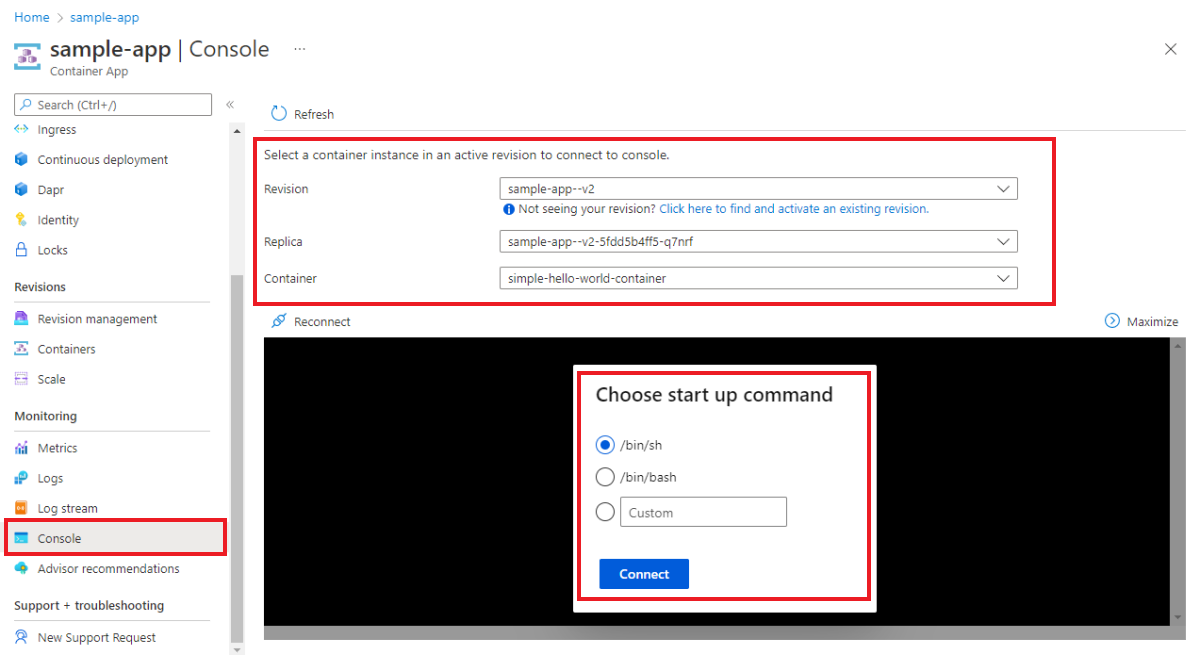 Home > sample-app
sample-app | Console ...
Container App
Search (Ctrl+/)
«
Ingress
Continuous deployment
Dapr
Identity
Locks
Revisions
Revision management
Containers
Scale
Monitoring
Metrics
Logs
Log stream
Console
Advisor recommendations
Support + troubleshooting
New Support Request
Refresh
Select a container instance in an active revision to connect to console.
Revision
sample-app--v2
Not seeing your revision? Click here to find and activate an existing revision.
Replica
sample-app--v2-5fdd5b4ff5-q7nrf
Container
simple-hello-world-container
Reconnect
Maximize
Choose start up command
/bin/sh
/bin/bash
Custom
Connect